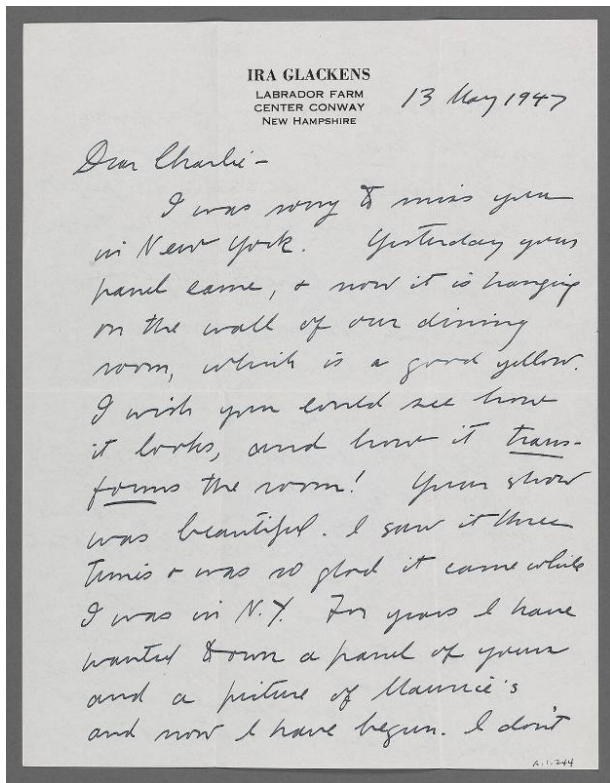 IRA GLACKENS
LABRADOR FARM
CENTER CONWAY
NEW HAMPSHIRE
13 May 1947
Dear Charlie -
I was sorry to miss you
in New York. Yesterday your
panel came, & now it is hanging
on the wall of our dining
room, which is a good yellow.
I wish you could see how
it looks, and how it trans-
forms the room! Your show
was beautiful. I saw it three
times & was so glad it came while
I was in N.Y. For years I have
wanted to own a panel of yours
and a picture of Maurice's
and now I have begun. I don't
A.1.244